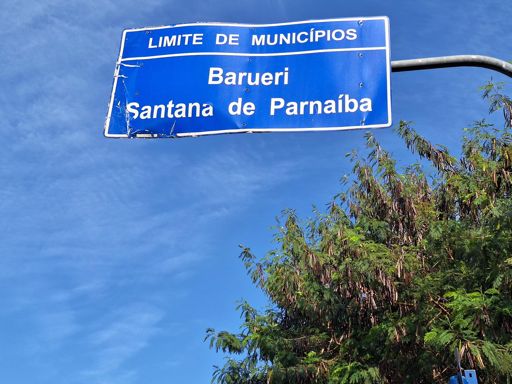 LIMITE DE MUNICÍPIOS
Barueri
Santana de Parnaíba